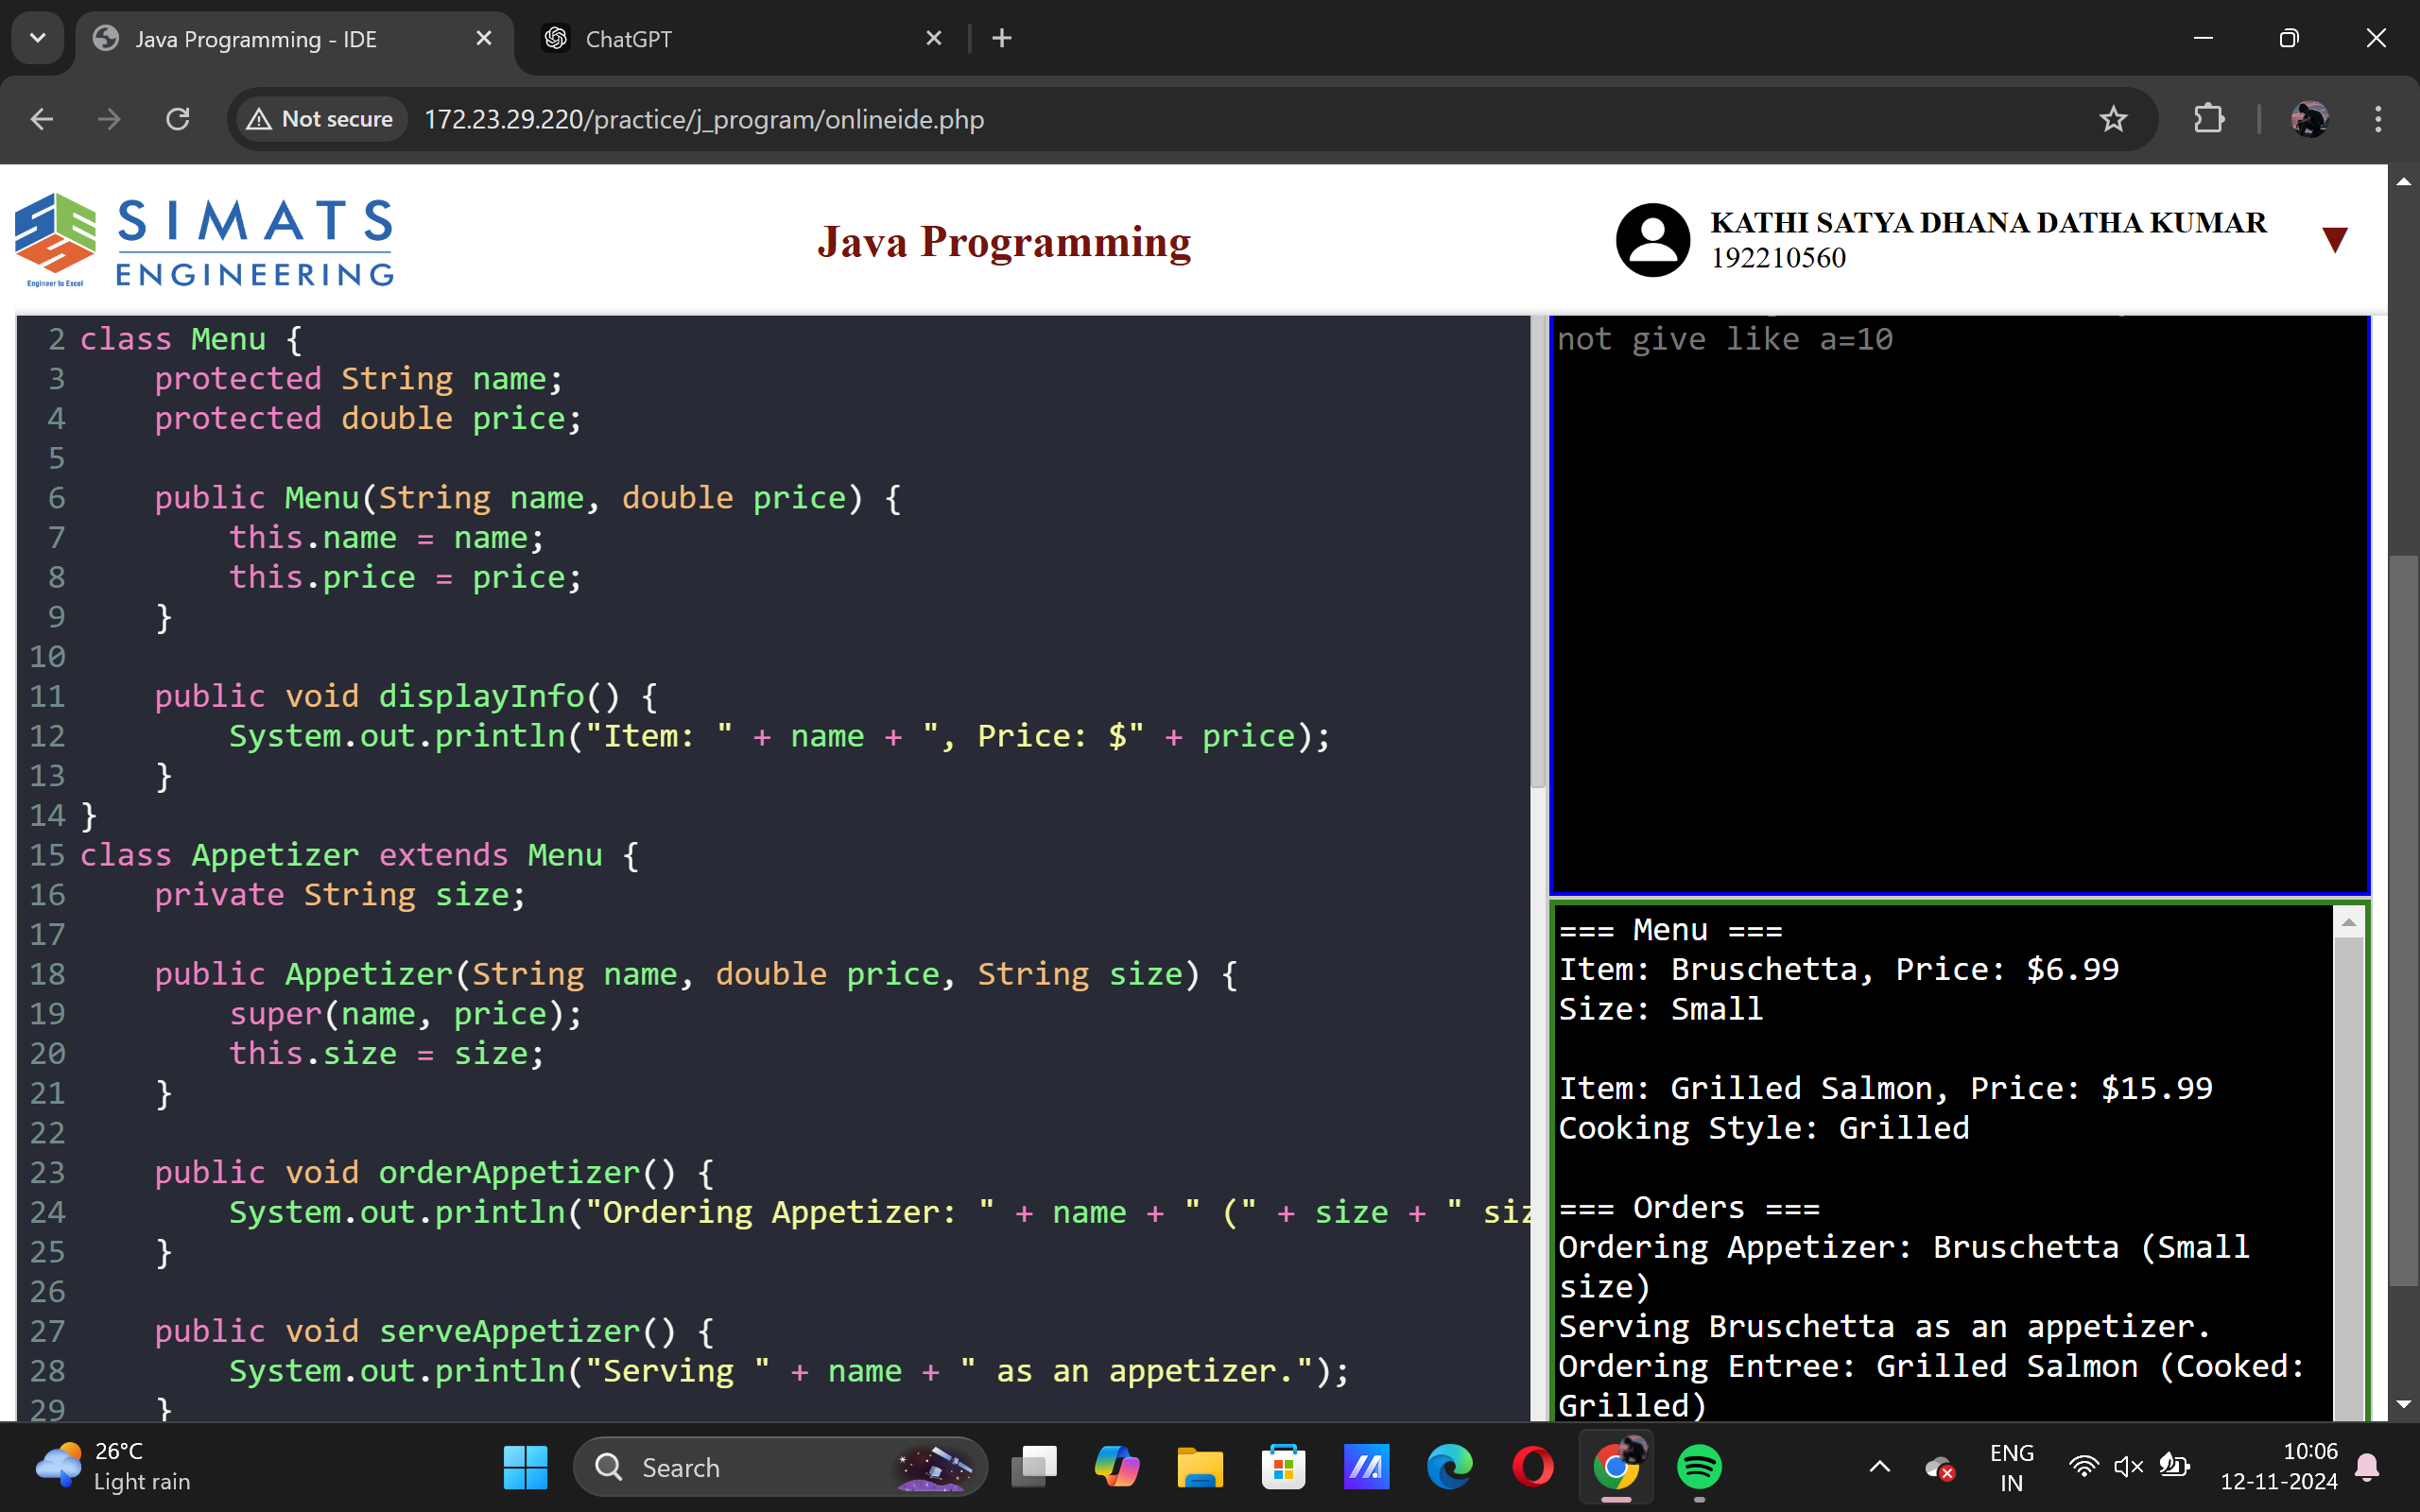 Java Programming - IDE
ChatGPT
Not secure
172.23.29.220/practice/j_program/onlineide.php
SIMATS
ENGINEERING
Engineer to Excel
Java Programming
KATHI SATYA DHANA DATHA KUMAR
192210560
2 class Menu {
3     protected String name;
4     protected double price;
5
6     public Menu(String name, double price) {
7         this.name = name;
8         this.price = price;
9     }
10
11     public void displayInfo() {
12         System.out.println("Item: " + name + ", Price: $" + price);
13     }
14 }
15 class Appetizer extends Menu {
16     private String size;
17
18     public Appetizer(String name, double price, String size) {
19         super(name, price);
20         this.size = size;
21     }
22
23     public void orderAppetizer() {
24         System.out.println("Ordering Appetizer: " + name + " (" + size + " siz
25     }
26
27     public void serveAppetizer() {
28         System.out.println("Serving " + name + " as an appetizer.");
29     }
not give like a=10
=== Menu ===
Item: Bruschetta, Price: $6.99
Size: Small

Item: Grilled Salmon, Price: $15.99
Cooking Style: Grilled

=== Orders ===
Ordering Appetizer: Bruschetta (Small
size)
Serving Bruschetta as an appetizer.
Ordering Entree: Grilled Salmon (Cooked:
Grilled)
26°C
Light rain
Search
ENG
IN
10:06
12-11-2024